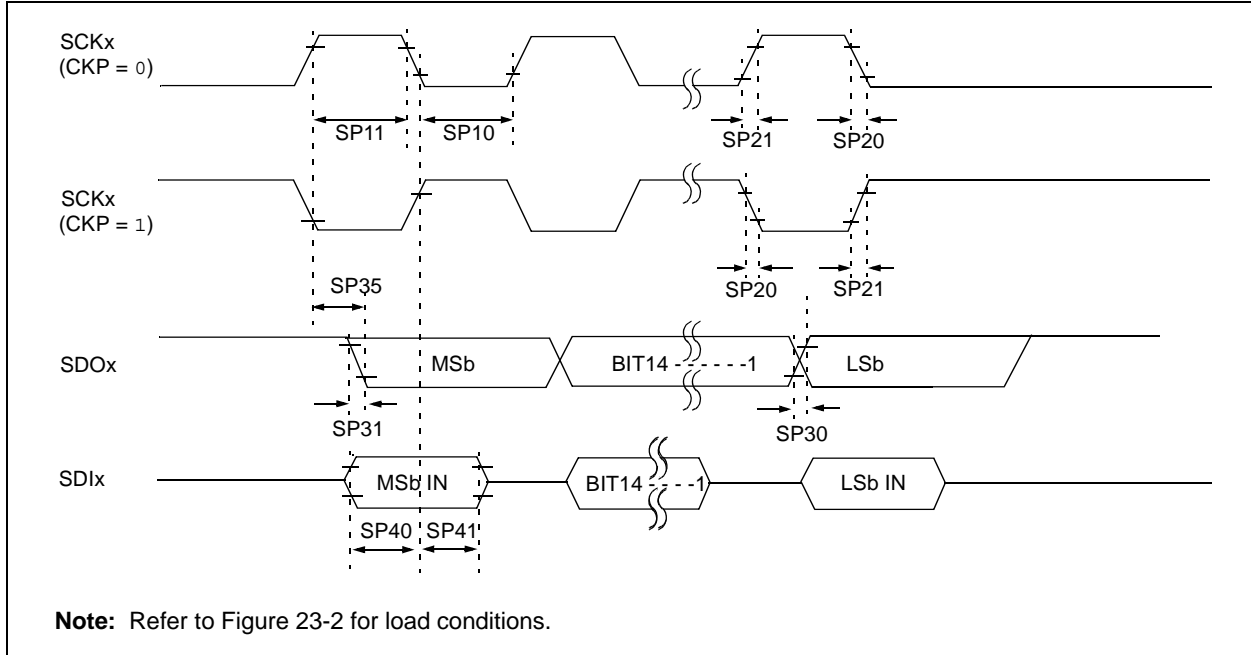 SCKx
(CKP = 0)
SP11
SP10
SP21
SP20
SCKx
(CKP = 1)
SP35
SP20
SP21
SDOx
MSb
BIT14 - - - - - -1
LSb
SP31
SP30
SDIx
MSb IN
BIT14 - - - - -1
LSb IN
SP40
SP41
Note: Refer to Figure 23-2 for load conditions.